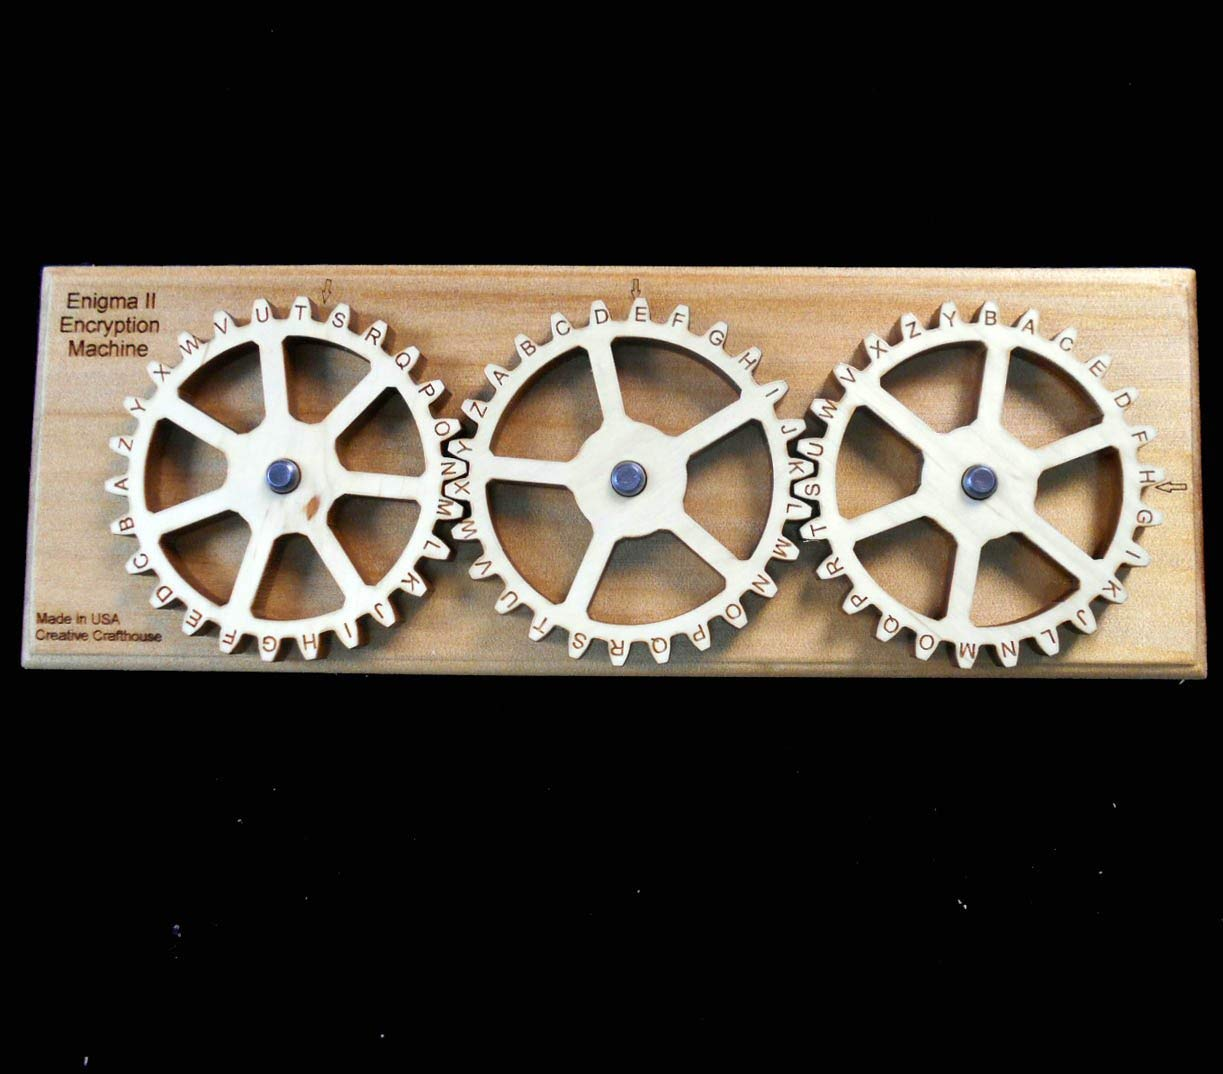 Enigma II
Encryption
Machine
T S R Q P O N M L K J I H G F E D C B A Z Y X W V U
A B C D E F G H I J K L M N O P Q R S T U V W X Y Z
B A C E D F H G I K J L N M O Q P R T S U W V X Z Y
Made in USA
Creative Crafthouse